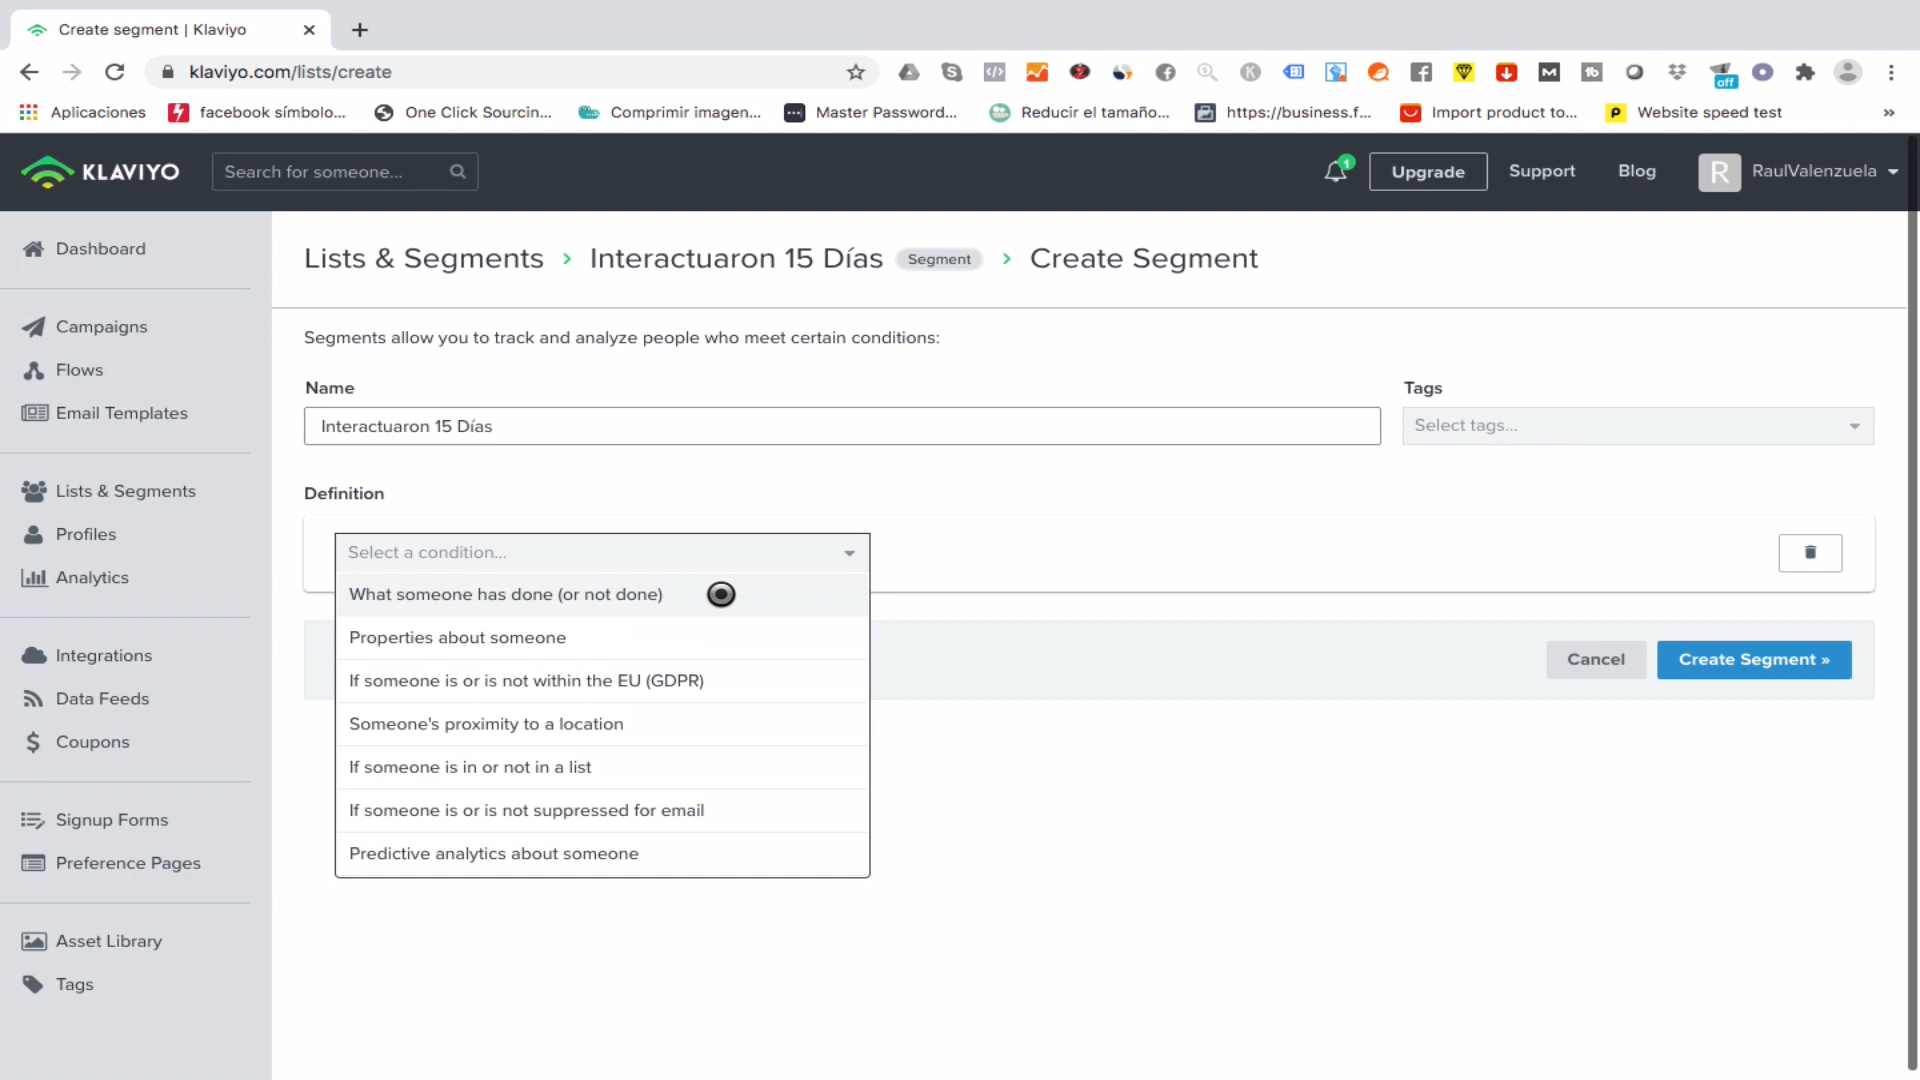 Create segment | Klaviyo
klaviyo.com/lists/create
off
Aplicaciones
facebook símbolo...
One Click Sourcin...
Comprimir imagen...
Master Password...
Reducir el tamaño...
https://business.f...
Import product to...
Website speed test
KLAVIYO
Search for someone...
1
Upgrade
Support
Blog
R
RaulValenzuela
Dashboard
Campaigns
Flows
Email Templates
Lists & Segments
Profiles
Analytics
Integrations
Data Feeds
Coupons
Signup Forms
Preference Pages
Asset Library
Tags
Lists & Segments › Interactuaron 15 Días Segment › Create Segment
Segments allow you to track and analyze people who meet certain conditions:
Name
Interactuaron 15 Días
Tags
Select tags...
Definition
Select a condition...
What someone has done (or not done)
Properties about someone
If someone is or is not within the EU (GDPR)
Someone's proximity to a location
If someone is in or not in a list
If someone is or is not suppressed for email
Predictive analytics about someone
Cancel
Create Segment »